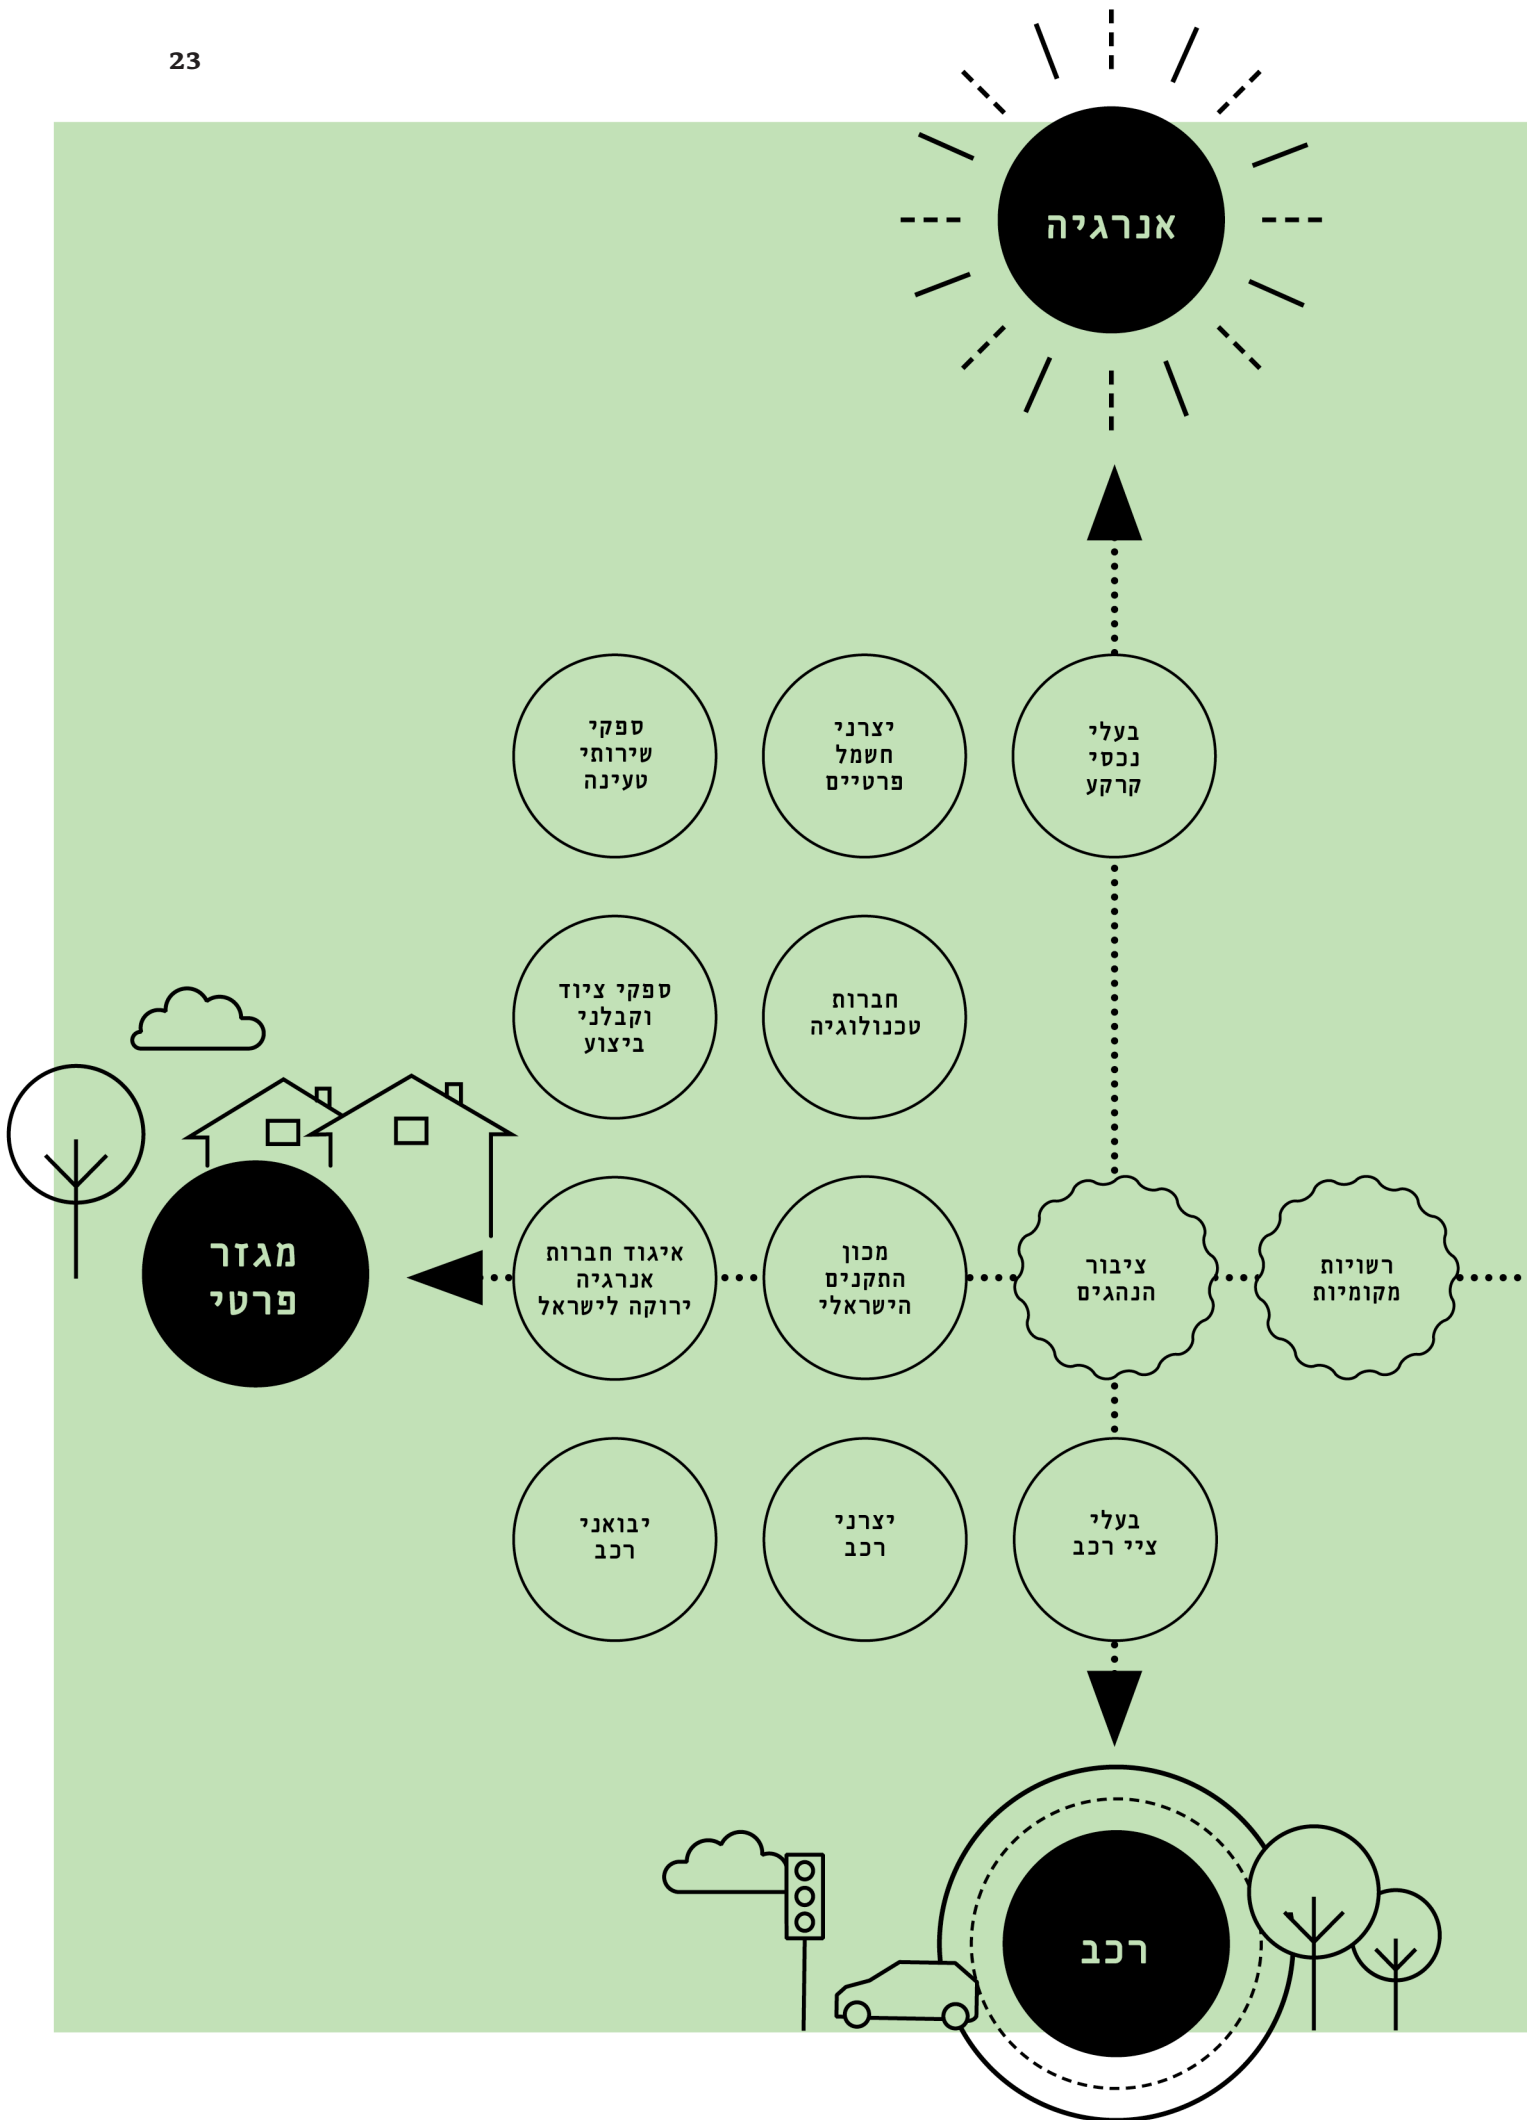 23
אנרגיה
בעלי
נכסי
קרקע
יצרני
חשמל
פרטיים
ספקי
שירותי
טעינה
חברות
טכנולוגיה
ספקי ציוד
וקבלני
ביצוע
רשויות
מקומיות
ציבור
הנהגים
מכון
התקנים
הישראלי
איגוד חברות
אנרגיה
ירוקה לישראל
מגזר
פרטי
בעלי
ציי רכב
יצרני
רכב
יבואני
רכב
רכב